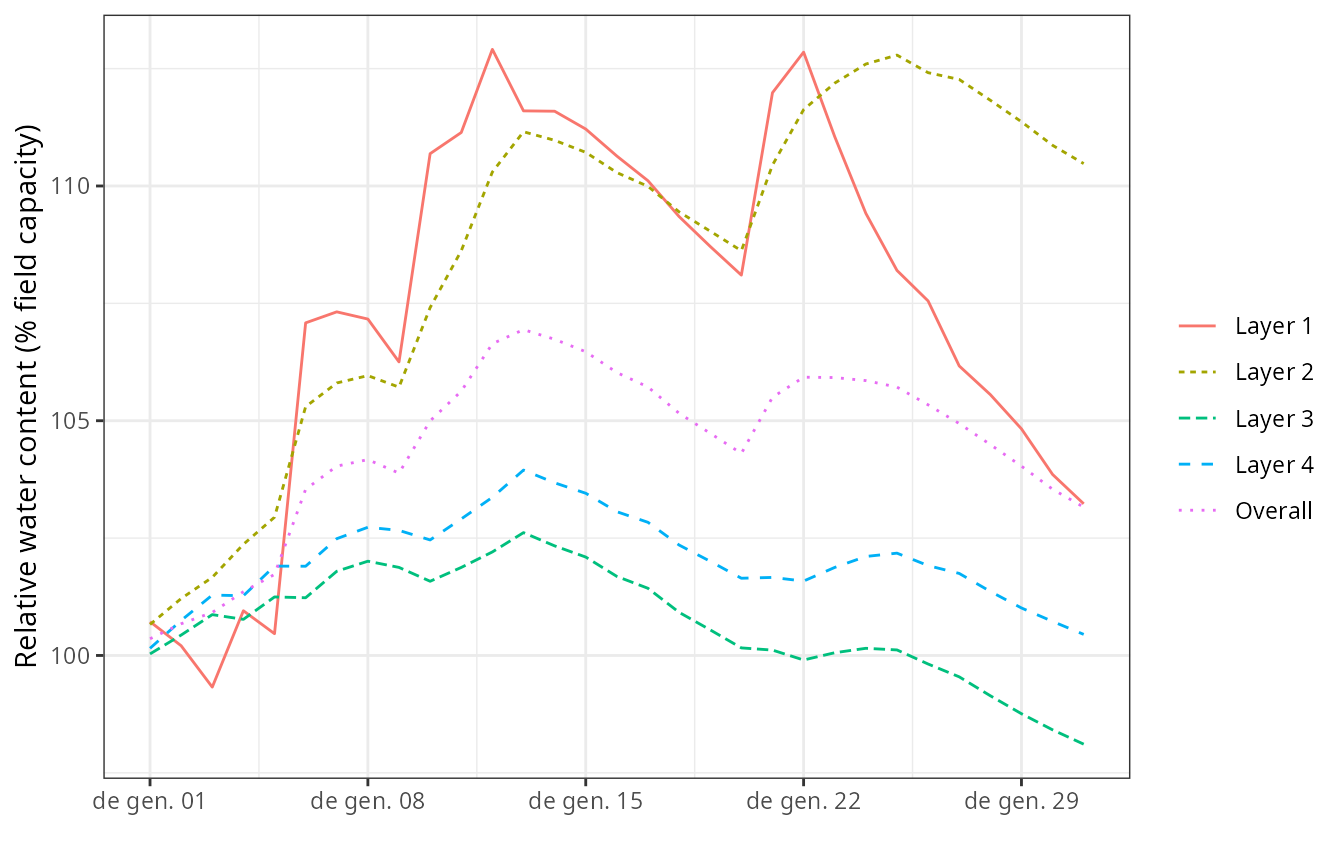 Relative water content (% field capacity)
110
105
100
de gen. 01
de gen. 08
de gen. 15
de gen. 22
de gen. 29
Layer 1
Layer 2
Layer 3
Layer 4
Overall